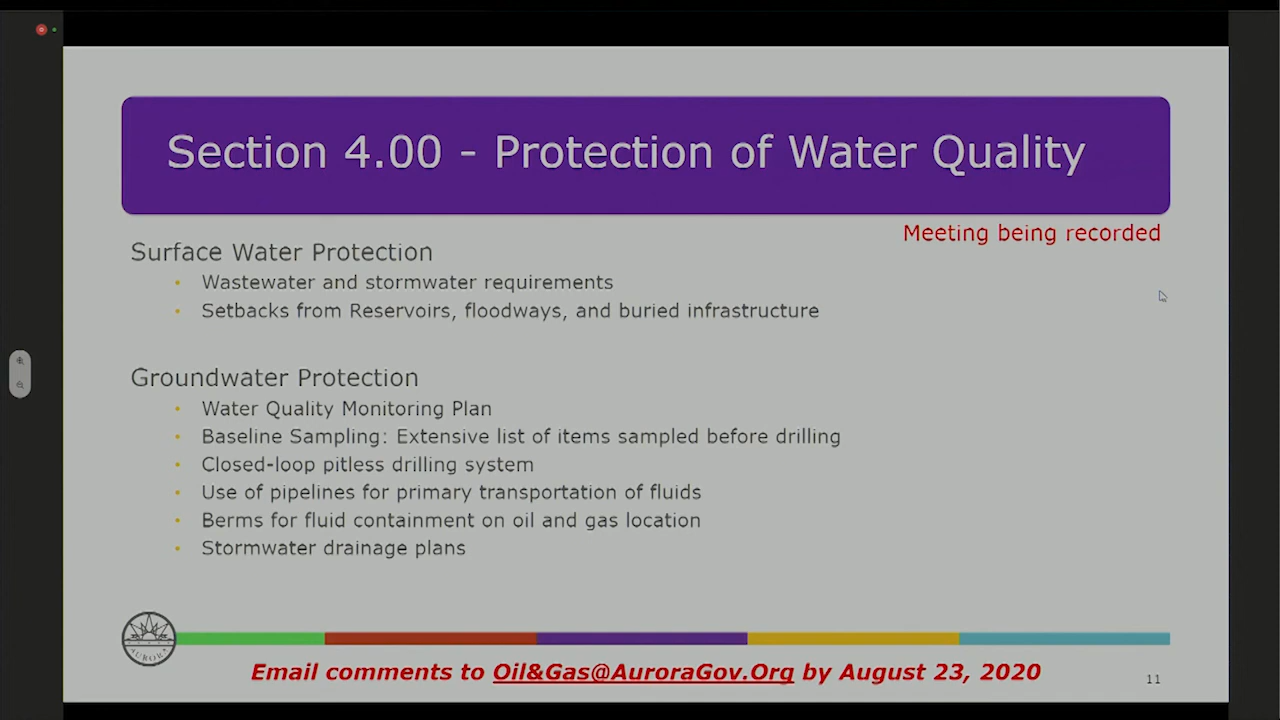 Section 4.00 - Protection of Water Quality
Meeting being recorded
Surface Water Protection
• Wastewater and stormwater requirements
• Setbacks from Reservoirs, floodways, and buried infrastructure
Groundwater Protection
• Water Quality Monitoring Plan
• Baseline Sampling: Extensive list of items sampled before drilling
• Closed-loop pitless drilling system
• Use of pipelines for primary transportation of fluids
• Berms for fluid containment on oil and gas location
• Stormwater drainage plans
AURORA
Email comments to Oil&Gas@AuroraGov.Org by August 23, 2020
11